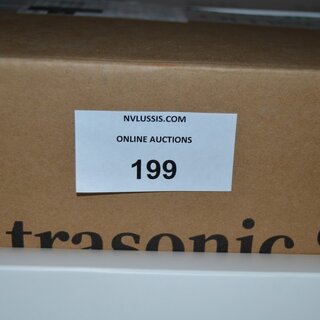 NVLUSSIS.COM
ONLINE AUCTIONS
199
trasonic